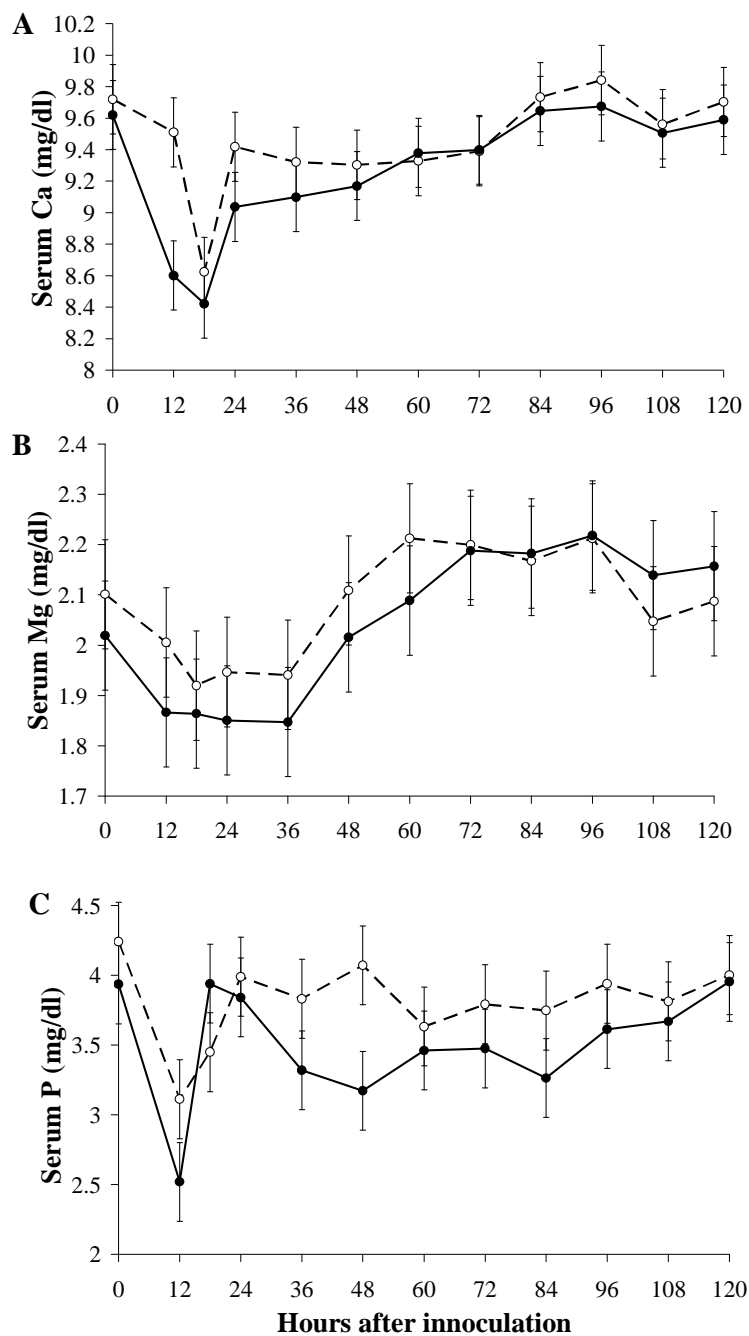 A
Serum Ca (mg/dl)
10.2
10
9.8
9.6
9.4
9.2
9
8.8
8.6
8.4
8.2
8
0 12 24 36 48 60 72 84 96 108 120
B
Serum Mg (mg/dl)
2.4
2.3
2.2
2.1
2
1.9
1.8
1.7
0 12 24 36 48 60 72 84 96 108 120
C
Serum P (mg/dl)
4.5
4
3.5
3
2.5
2
0 12 24 36 48 60 72 84 96 108 120
Hours after innoculation